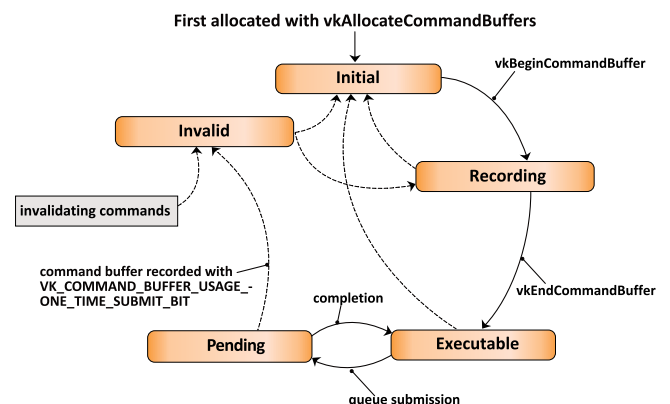 First allocated with vkAllocateCommandBuffers
Initial
vkBeginCommandBuffer
Invalid
Recording
invalidating commands
command buffer recorded with
VK_COMMAND_BUFFER_USAGE_-
ONE_TIME_SUBMIT_BIT
vkEndCommandBuffer
completion
Pending
Executable
queue submission